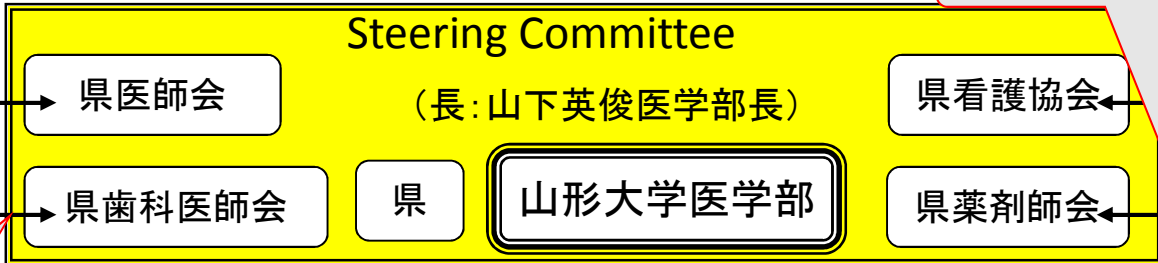 Steering Committee
県医師会
（長：山下英俊医学部長）
県看護協会
県歯科医師会
県
山形大学医学部
県薬剤師会